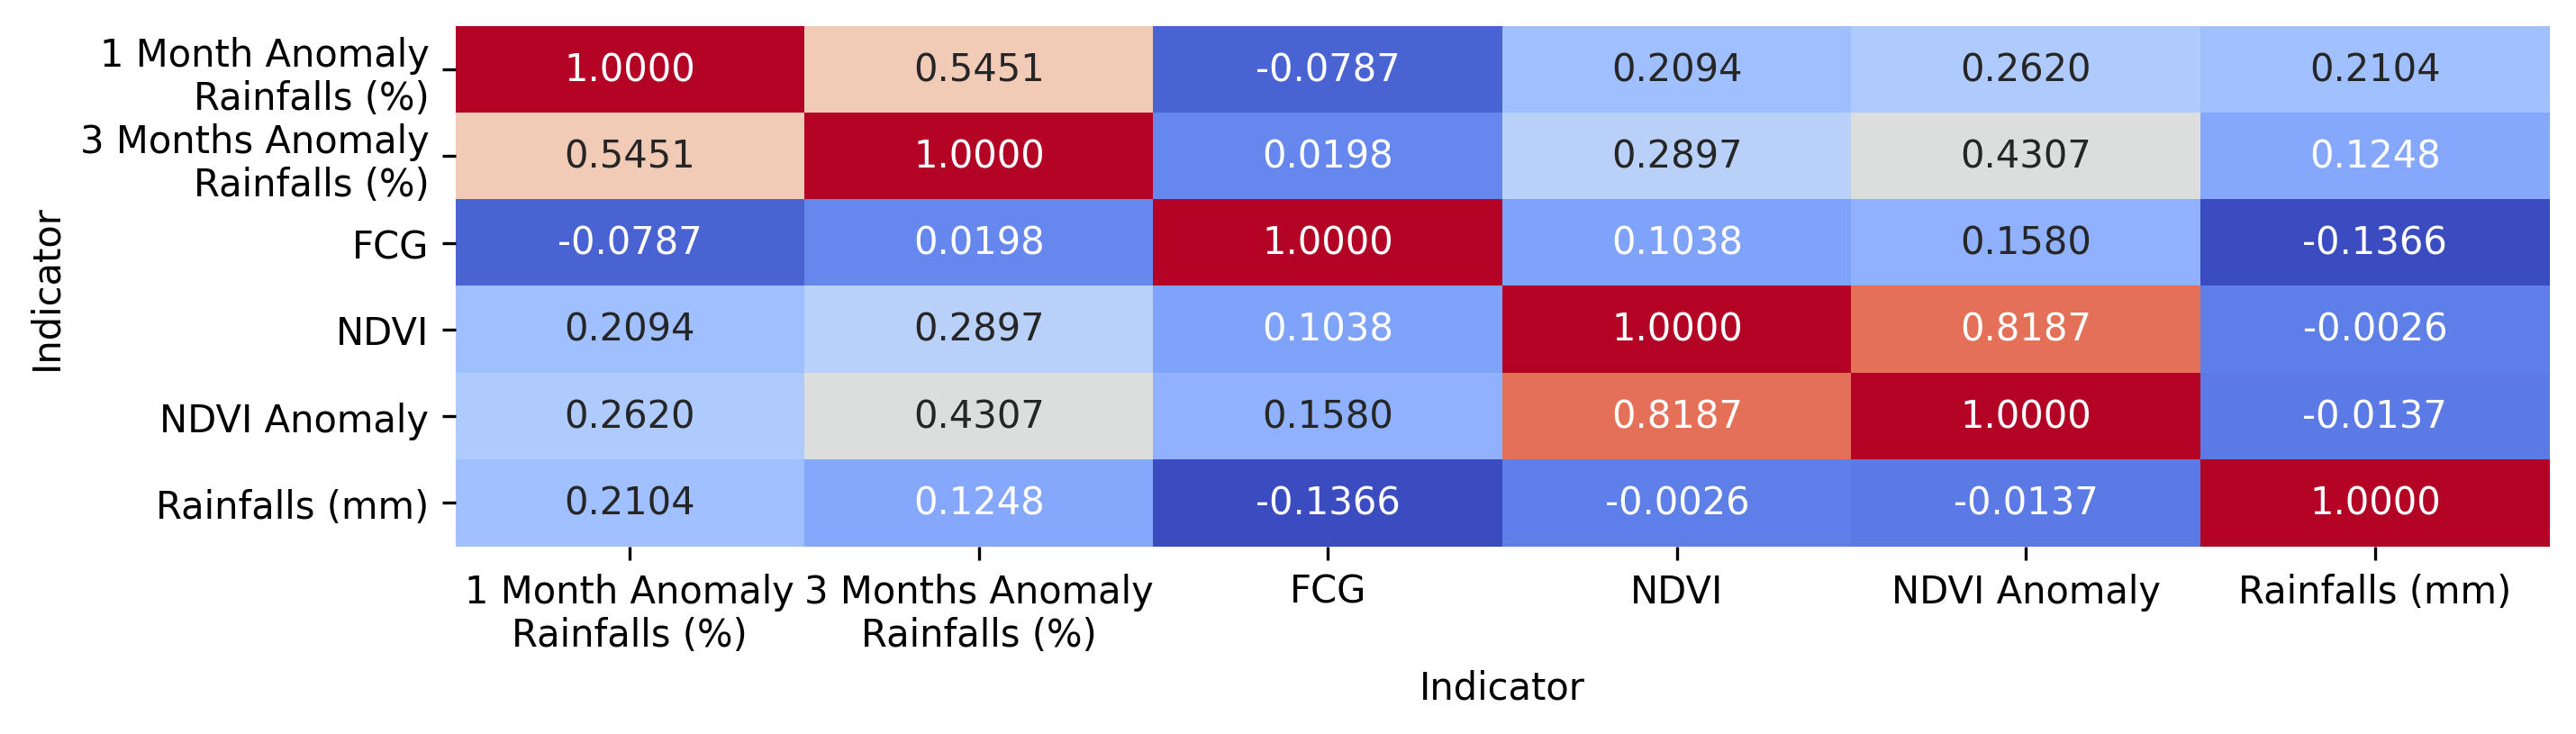 1 Month Anomaly
Rainfalls (%)
1.0000 0.5451 -0.0787 0.2094 0.2620 0.2104
3 Months Anomaly
Rainfalls (%)
0.5451 1.0000 0.0198 0.2897 0.4307 0.1248
FCG -0.0787 0.0198 1.0000 0.1038 0.1580 -0.1366
NDVI 0.2094 0.2897 0.1038 1.0000 0.8187 -0.0026
NDVI Anomaly 0.2620 0.4307 0.1580 0.8187 1.0000 -0.0137
Rainfalls (mm) 0.2104 0.1248 -0.1366 -0.0026 -0.0137 1.0000
Indicator
1 Month Anomaly
Rainfalls (%)
3 Months Anomaly
Rainfalls (%)
FCG
NDVI
NDVI Anomaly
Rainfalls (mm)
Indicator